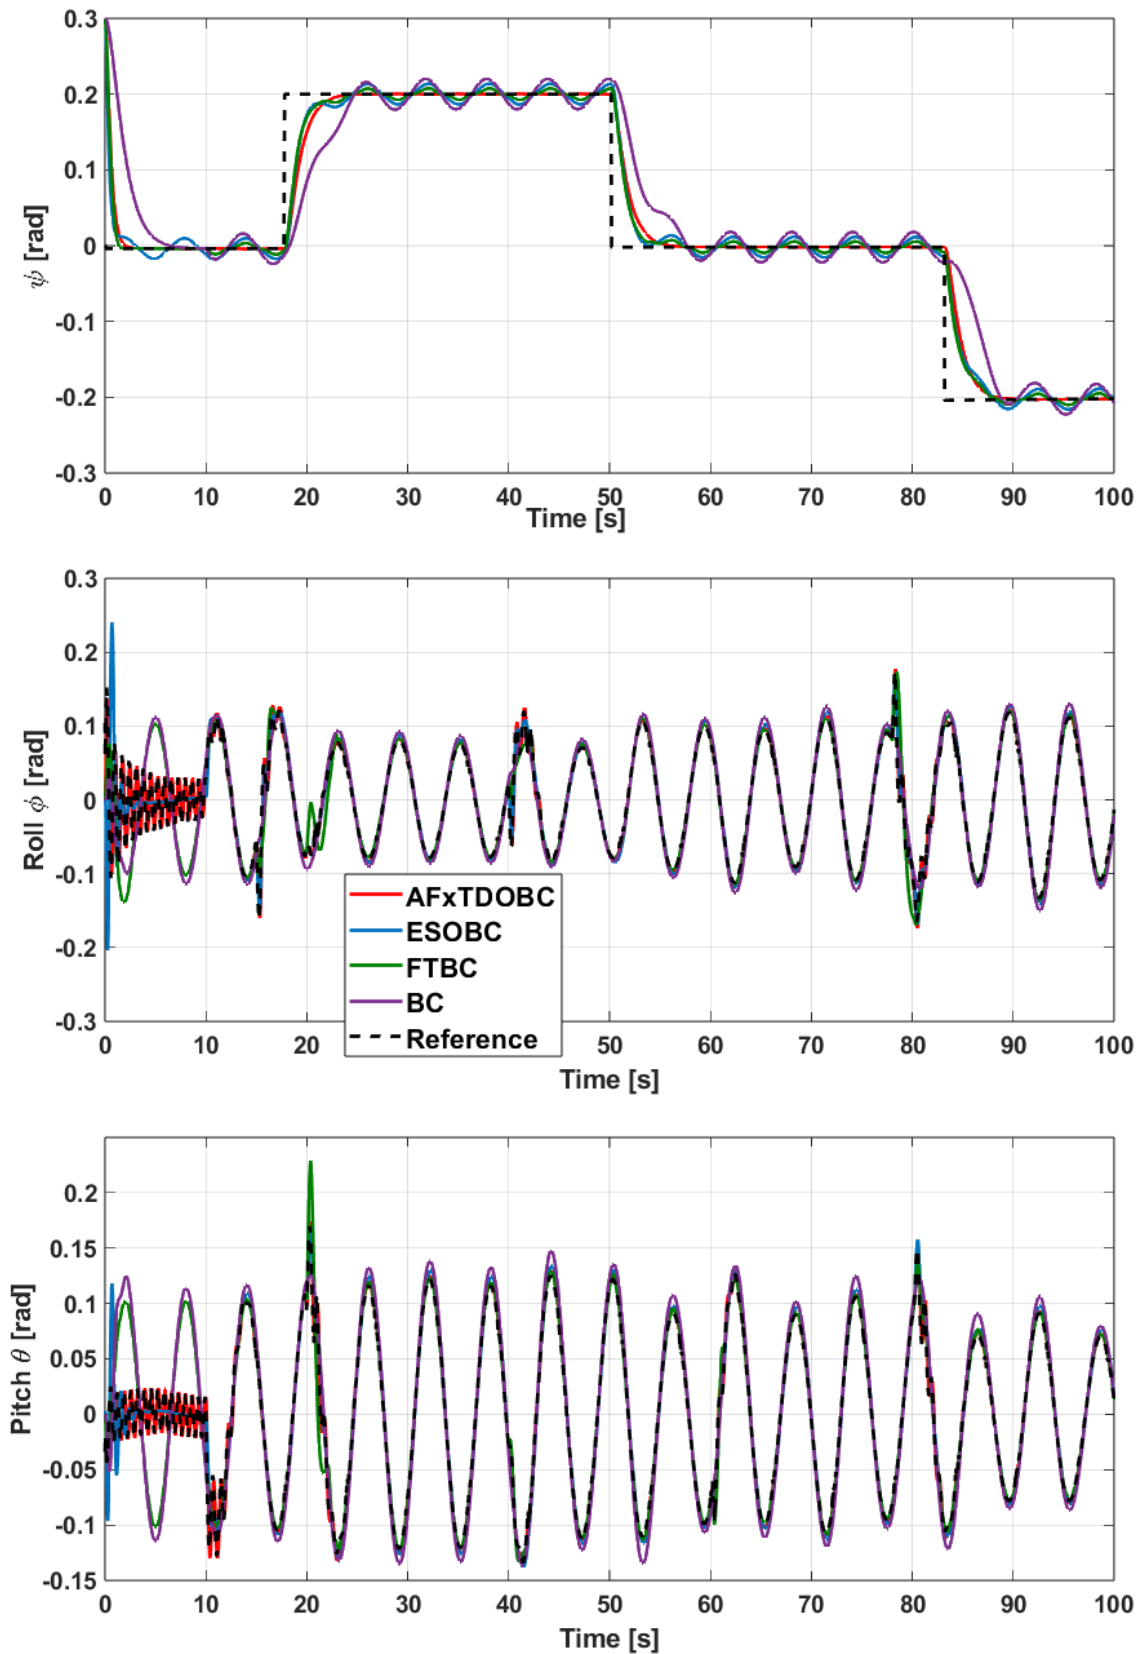 0.3
0.2
0.1
0
-0.1
-0.2
-0.3
ψ [rad]
0 10 20 30 40 50 60 70 80 90 100
Time [s]
0.3
0.2
0.1
0
-0.1
-0.2
-0.3
Roll ϕ [rad]
AFxTDOBC
ESOBC
FTBC
BC
Reference
0 10 20 30 40 50 60 70 80 90 100
Time [s]
0.2
0.15
0.1
0.05
0
-0.05
-0.1
-0.15
Pitch θ [rad]
0 10 20 30 40 50 60 70 80 90 100
Time [s]